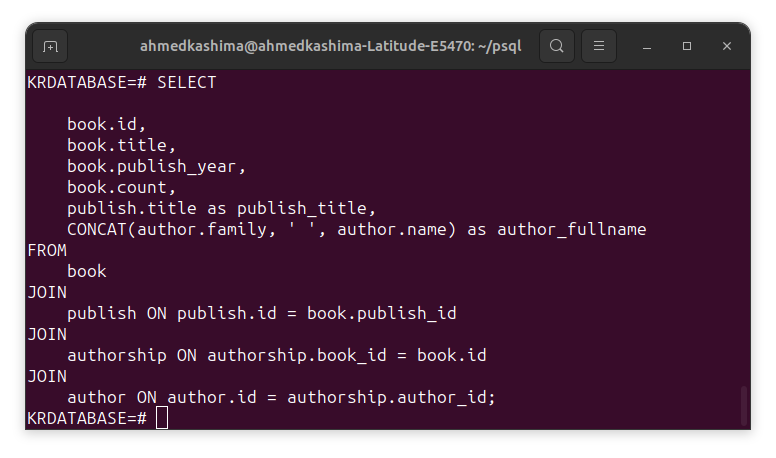 ahmedkashima@ahmedkashima-Latitude-E5470: ~/psql
KRDATABASE=# SELECT
book.id,
book.title,
book.publish_year,
book.count,
publish.title as publish_title,
CONCAT(author.family, ' ', author.name) as author_fullname
FROM
book
JOIN
publish ON publish.id = book.publish_id
JOIN
authorship ON authorship.book_id = book.id
JOIN
author ON author.id = authorship.author_id;
KRDATABASE=#